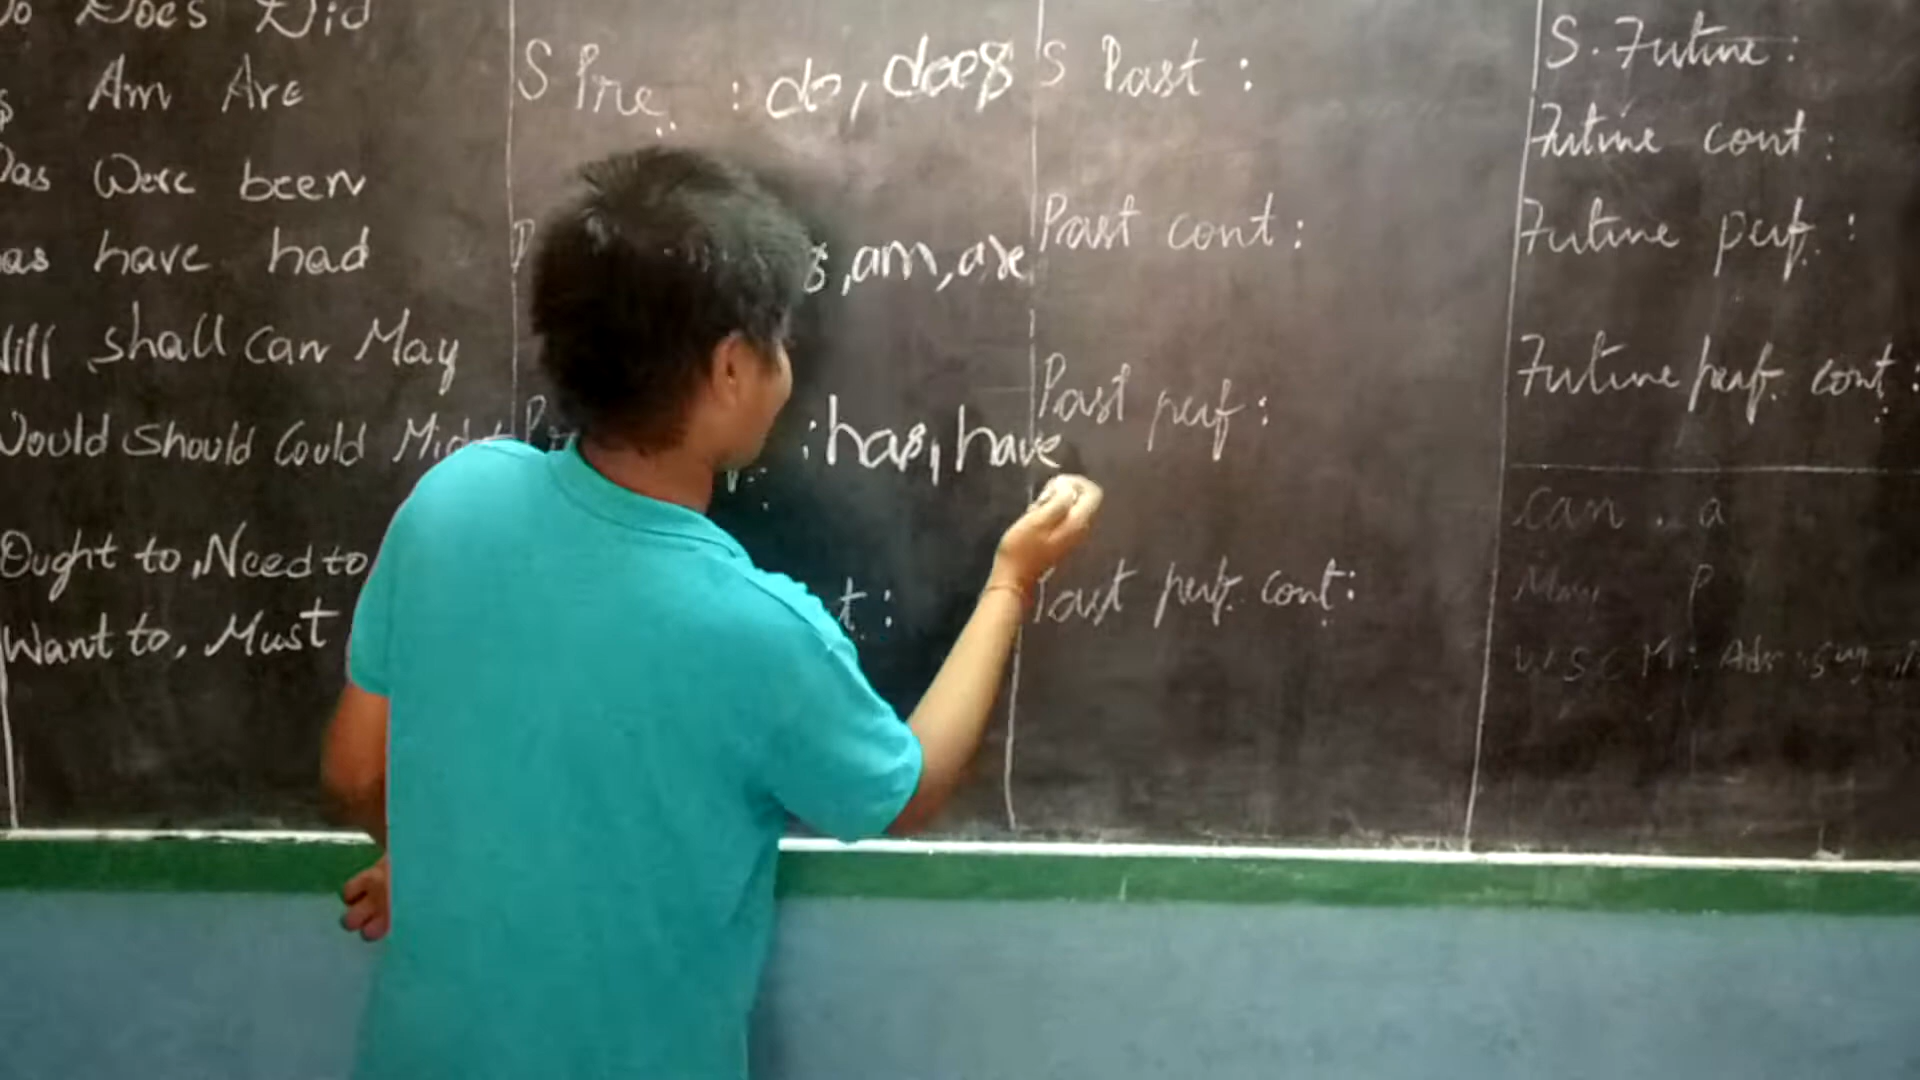 Does Did
Am Are
Were been
have had
shall Can May
Should Could
Ought to, Need to
Want to, Must
S Pre : do, does
am, are
: has, have
t :
S Past :
Past cont :
Past perf :
Past perf. cont :
S. Future :
Future cont :
Future perf. :
Future perf. cont :
can . a
May P